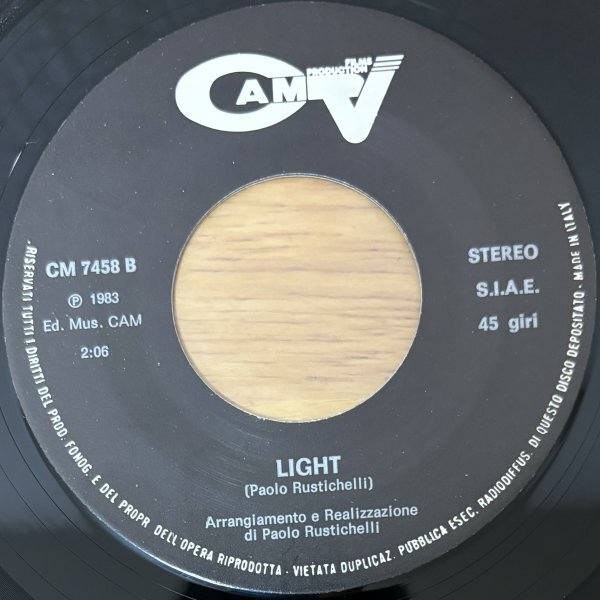 CAM
FILMS
PRODUCTION
TV
CM 7458 B
℗ 1983
Ed. Mus. CAM
2:06
STEREO
S.I.A.E.
45 giri
LIGHT
(Paolo Rustichelli)
Arrangiamento e Realizzazione
di Paolo Rustichelli
RISERVATI TUTTI I DIRITTI DEL PROD. FONOG. E DEL PROPR. DELL'OPERA RIPRODOTTA - VIETATA DUPLICAZ. PUBBLICA ESEC. RADIODIFFUS. DI QUESTO DISCO DEPOSITATO - MADE IN ITALY